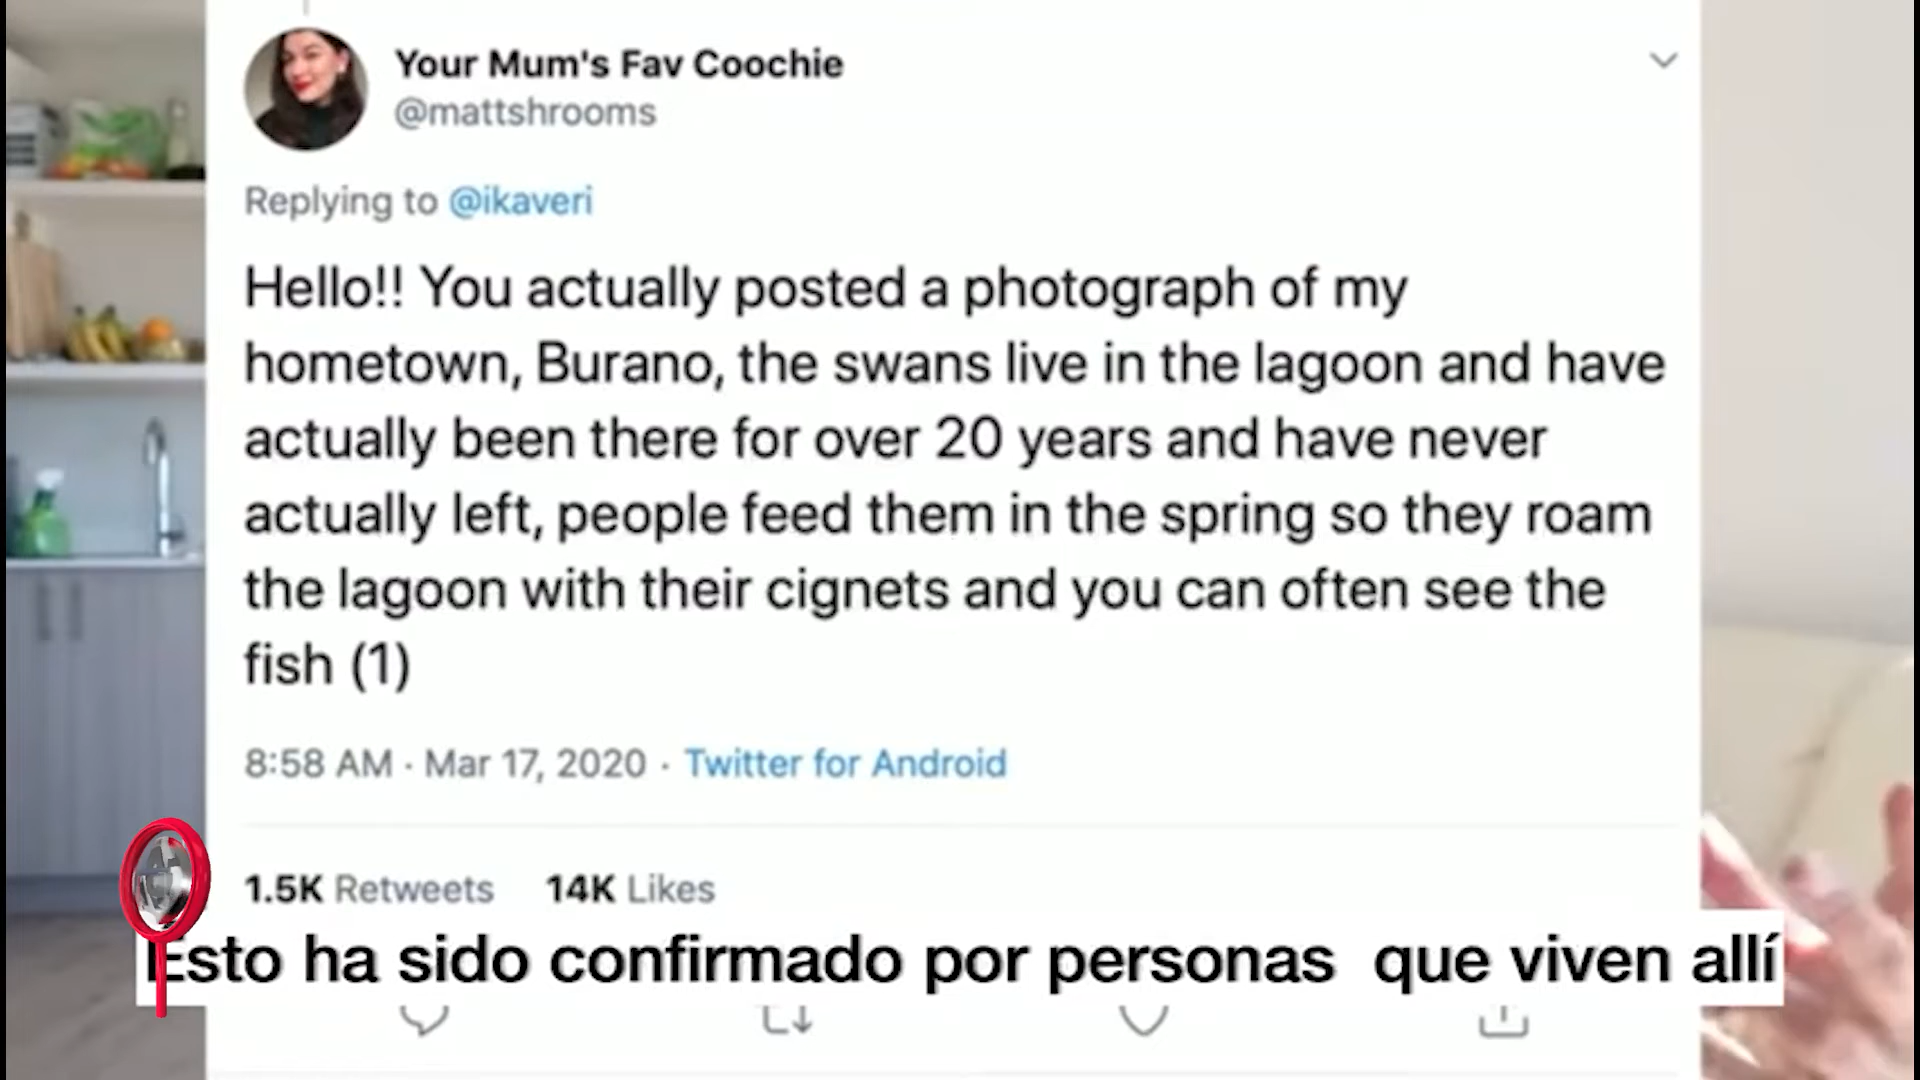 Your Mum's Fav Coochie
@mattshrooms
Replying to @ikaveri
Hello!! You actually posted a photograph of my
hometown, Burano, the swans live in the lagoon and have
actually been there for over 20 years and have never
actually left, people feed them in the spring so they roam
the lagoon with their cignets and you can often see the
fish (1)
8:58 AM · Mar 17, 2020 · Twitter for Android
1.5K Retweets 14K Likes
Esto ha sido confirmado por personas que viven allí